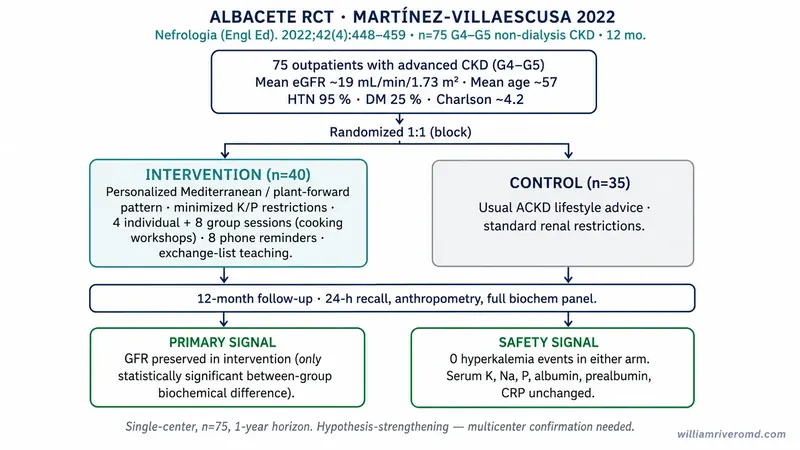 ALBACETE RCT · MARTÍNEZ-VILLAESCUSA 2022
Nefrologia (Engl Ed). 2022;42(4):448–459 • n=75 G4–G5 non-dialysis CKD • 12 mo.
75 outpatients with advanced CKD (G4–G5)
Mean eGFR ~19 mL/min/1.73 m² · Mean age ~57
HTN 95 % · DM 25 % · Charlson ~4.2
Randomized 1:1 (block)
INTERVENTION (n=40)
Personalized Mediterranean / plant-forward
pattern · minimized K/P restrictions ·
4 individual + 8 group sessions (cooking
workshops) · 8 phone reminders ·
exchange-list teaching.
CONTROL (n=35)
Usual ACKD lifestyle advice ·
standard renal restrictions.
12-month follow-up · 24-h recall, anthropometry, full biochem panel.
PRIMARY SIGNAL
GFR preserved in intervention (only
statistically significant between-group
biochemical difference).
SAFETY SIGNAL
0 hyperkalemia events in either arm.
Serum K, Na, P, albumin, prealbumin,
CRP unchanged.
Single-center, n=75, 1-year horizon. Hypothesis-strengthening — multicenter confirmation needed.
williamriveromd.com